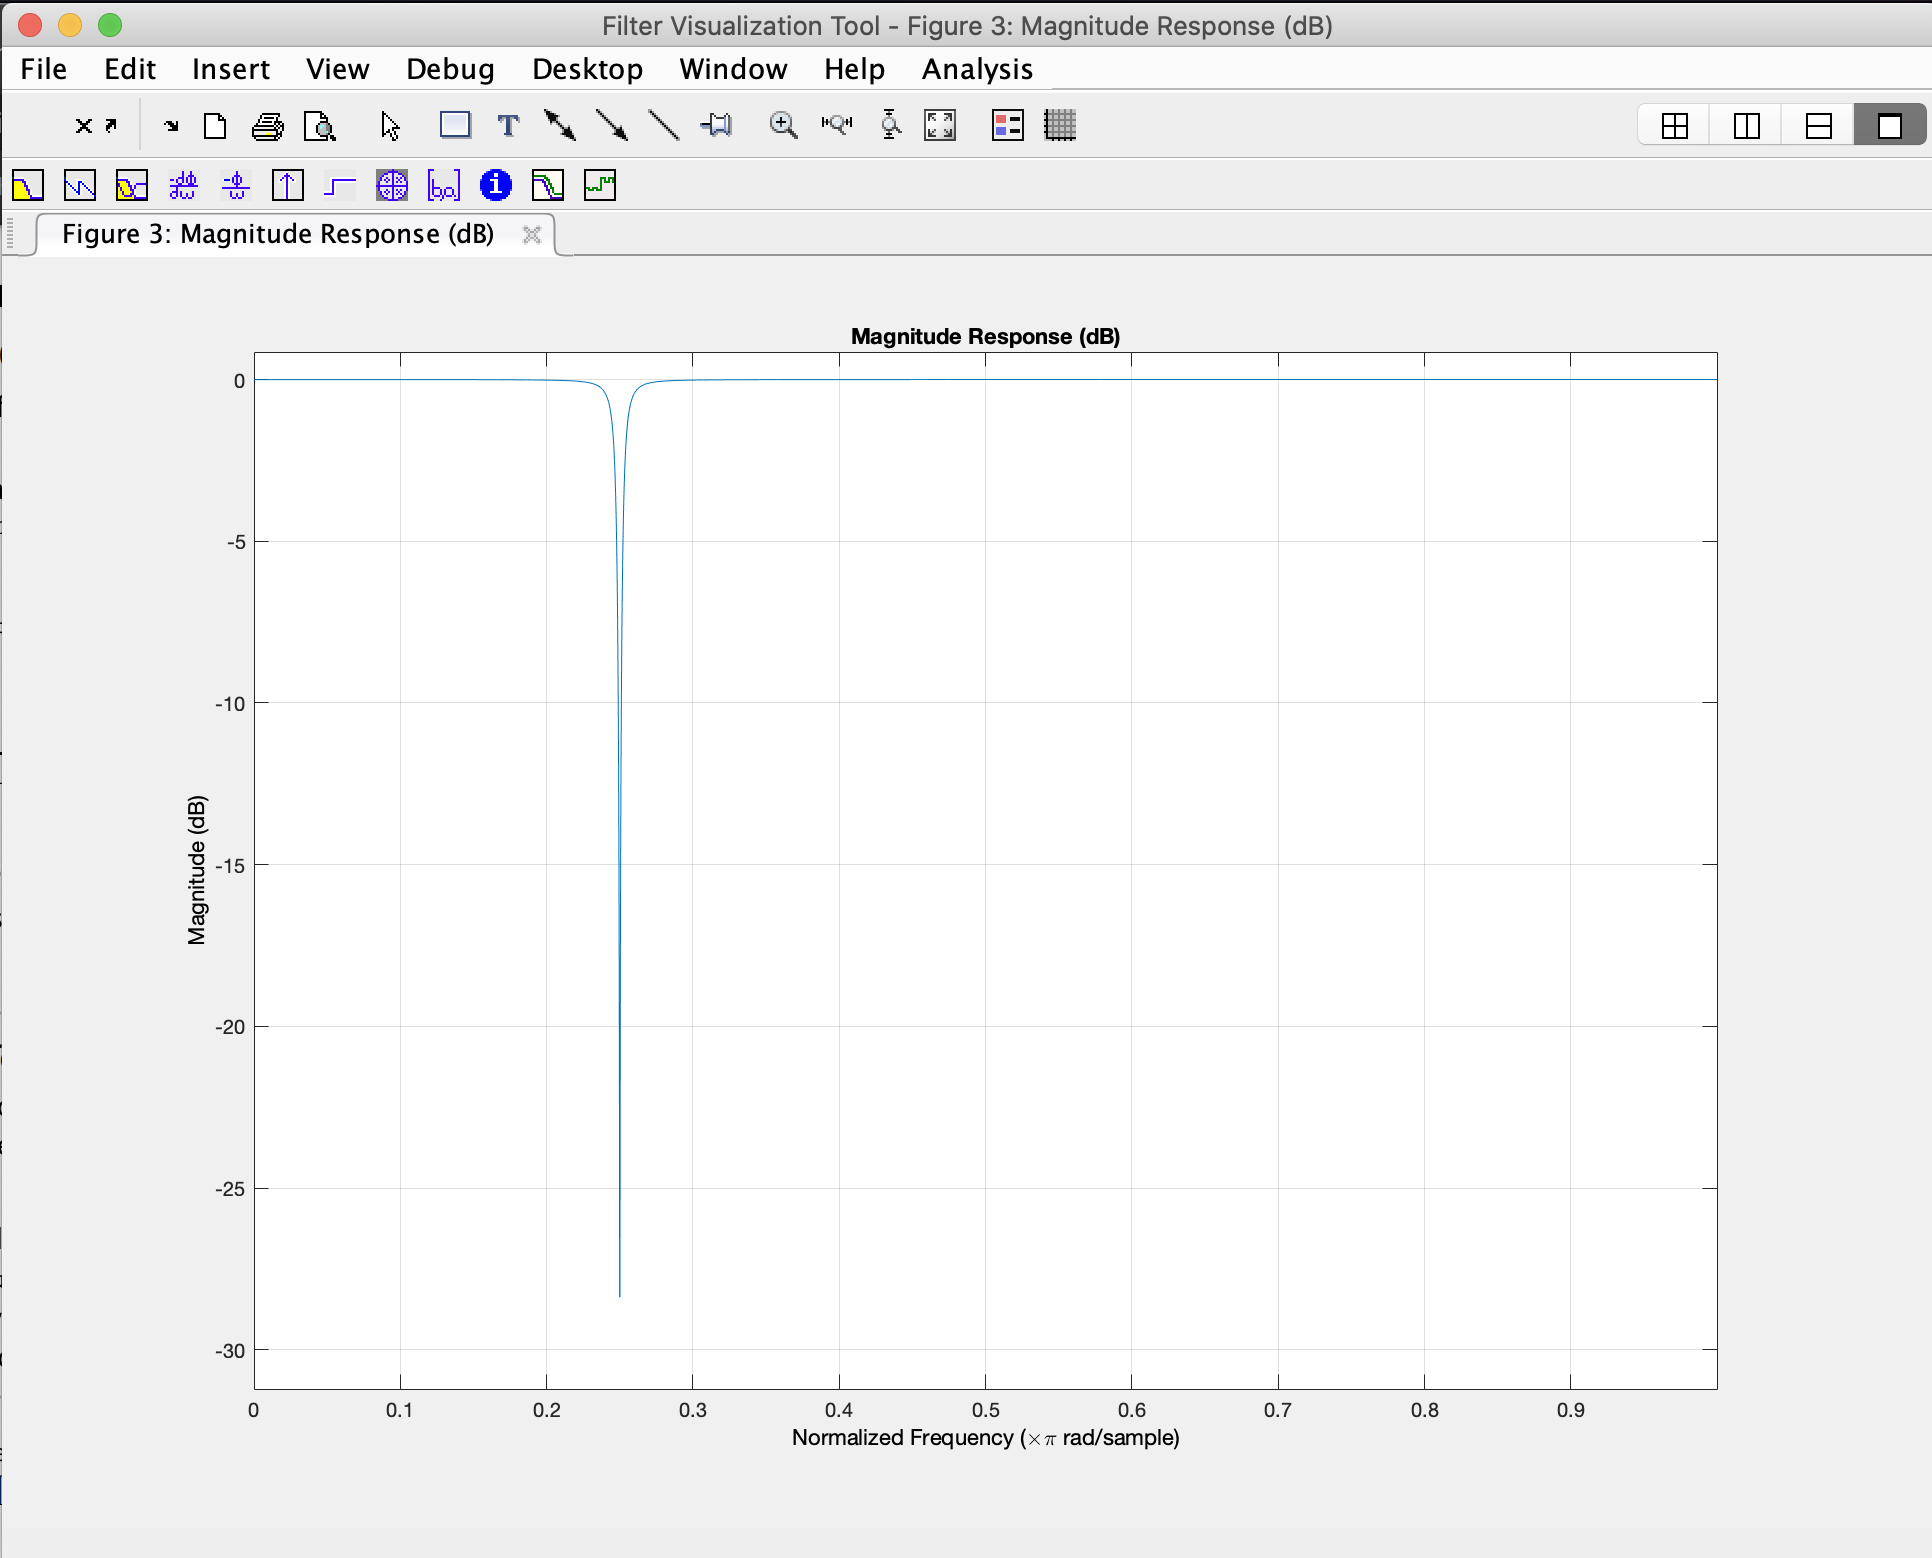 Filter Visualization Tool - Figure 3: Magnitude Response (dB)
File Edit Insert View Debug Desktop Window Help Analysis
Figure 3: Magnitude Response (dB)
Magnitude Response (dB)
0
-5
-10
-15
-20
-25
-30
Magnitude (dB)
0 0.1 0.2 0.3 0.4 0.5 0.6 0.7 0.8 0.9
Normalized Frequency (×π rad/sample)